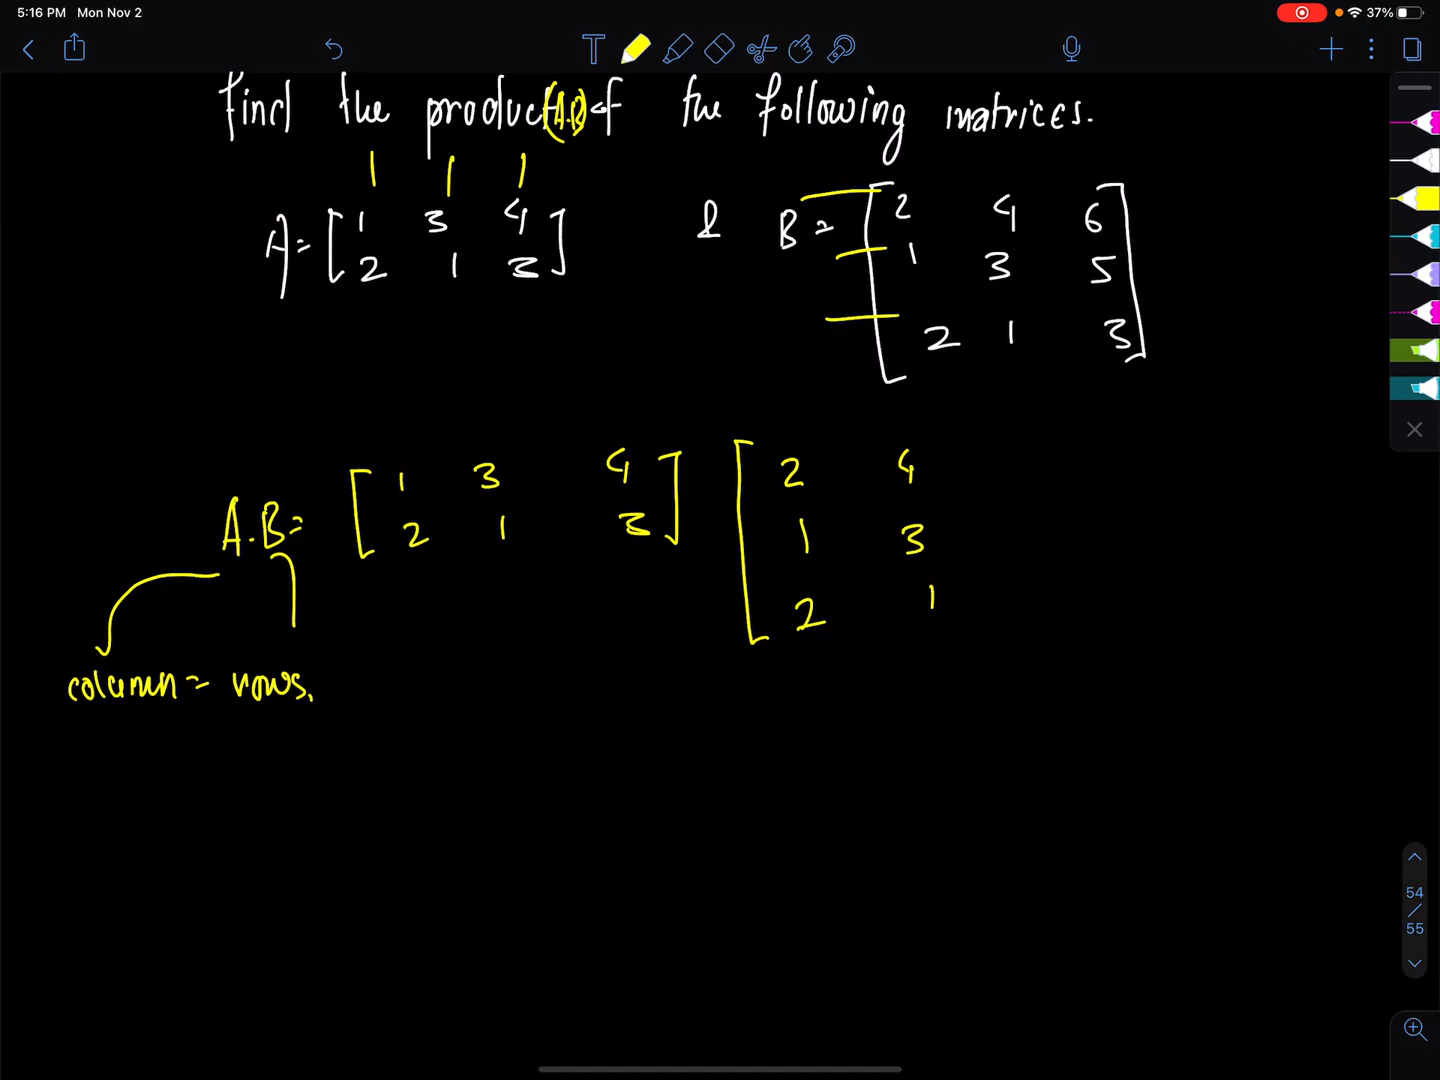 5:16 PM Mon Nov 2
37%
T
find the product (A.B) of the following matrices.
A = [ 1 3 4
2 1 3 ]
& B = [ 2 4 6
1 3 5
2 1 3 ]
A.B = [ 1 3 4
2 1 3 ] [ 2 4
1 3
2 1
column = rows.
54
/
55